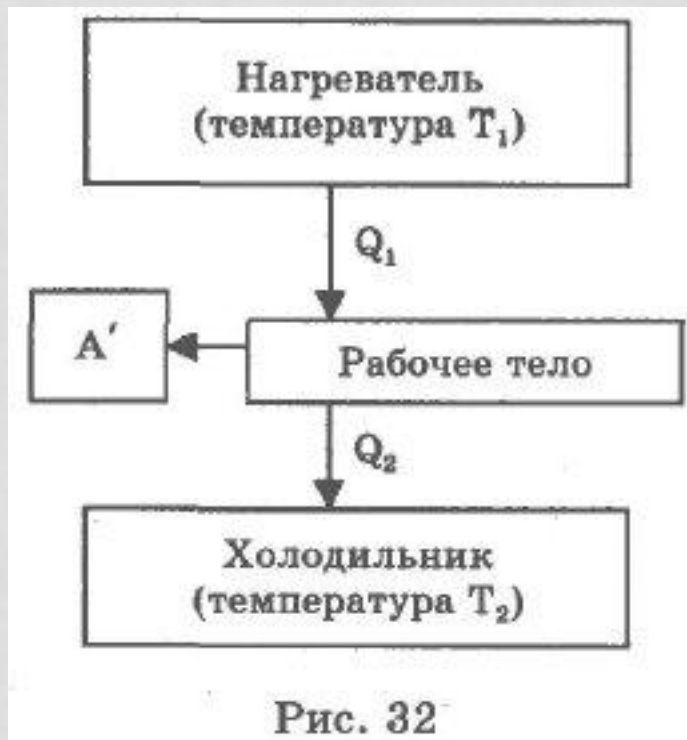 Нагреватель
(температура T₁)
Q₁
A′
Рабочее тело
Q₂
Холодильник
(температура T₂)
Рис. 32